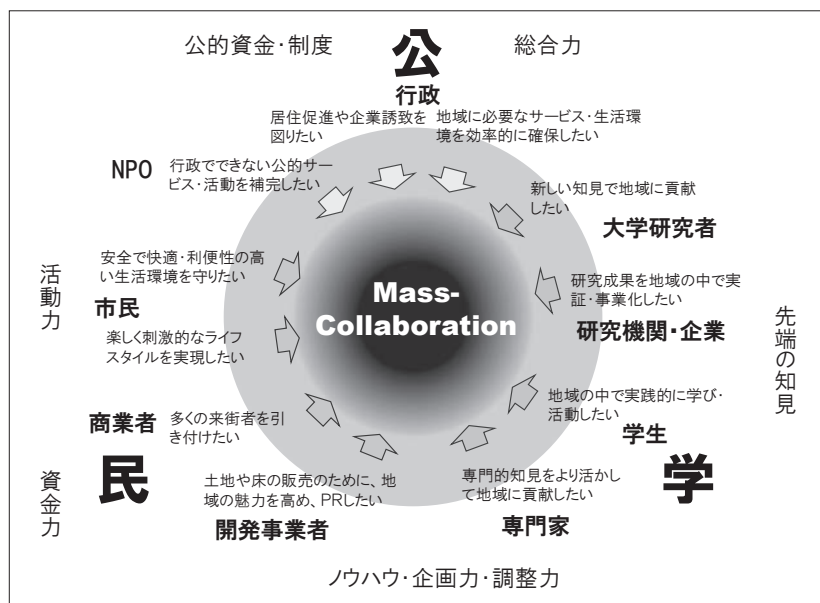 公的資金・制度
公
総合力
行政
居住促進や企業誘致を
図りたい
地域に必要なサービス・生活環
境を効率的に確保したい
NPO
行政でできない公的サー
ビス・活動を補完したい
新しい知見で地域に貢献
したい
大学研究者
安全で快適・利便性の高
い生活環境を守りたい
市民
楽しく刺激的なライフ
スタイルを実現したい
活動力
Mass-
Collaboration
研究成果を地域の中で実
証・事業化したい
研究機関・企業
先端の知見
商業者
多くの来街者を引
き付けたい
地域の中で実践的に学び・
活動したい
学生
民
資金力
土地や床の販売のために、地
域の魅力を高め、PRしたい
開発事業者
専門的知見をより活かし
て地域に貢献したい
専門家
学
ノウハウ・企画力・調整力